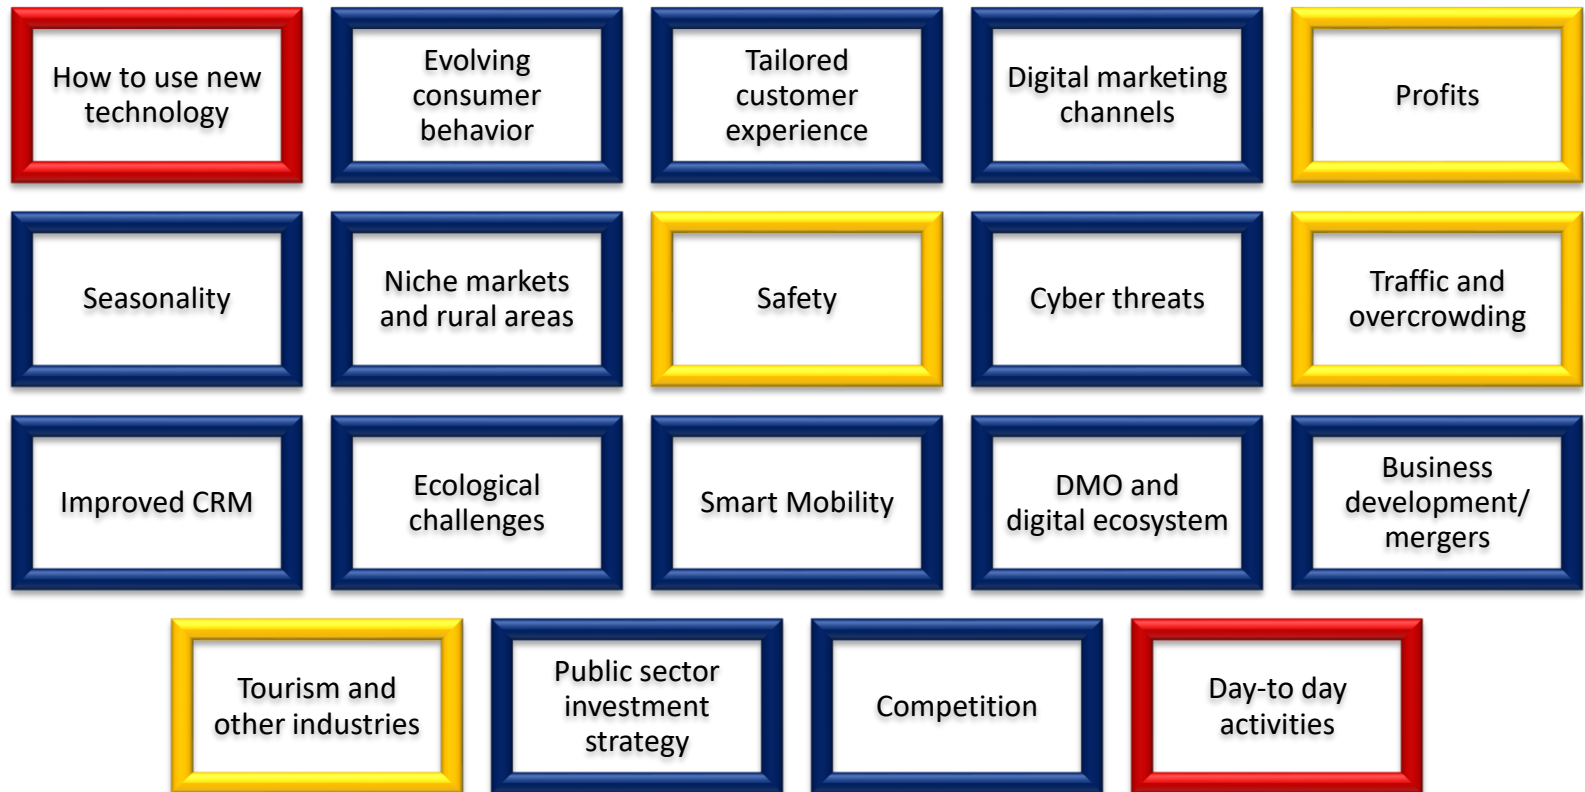 How to use new
technology
Evolving
consumer
behavior
Tailored
customer
experience
Digital marketing
channels
Profits
Seasonality
Niche markets
and rural areas
Safety
Cyber threats
Traffic and
overcrowding
Improved CRM
Ecological
challenges
Smart Mobility
DMO and
digital ecosystem
Business
development/
mergers
Tourism and
other industries
Public sector
investment
strategy
Competition
Day-to day
activities